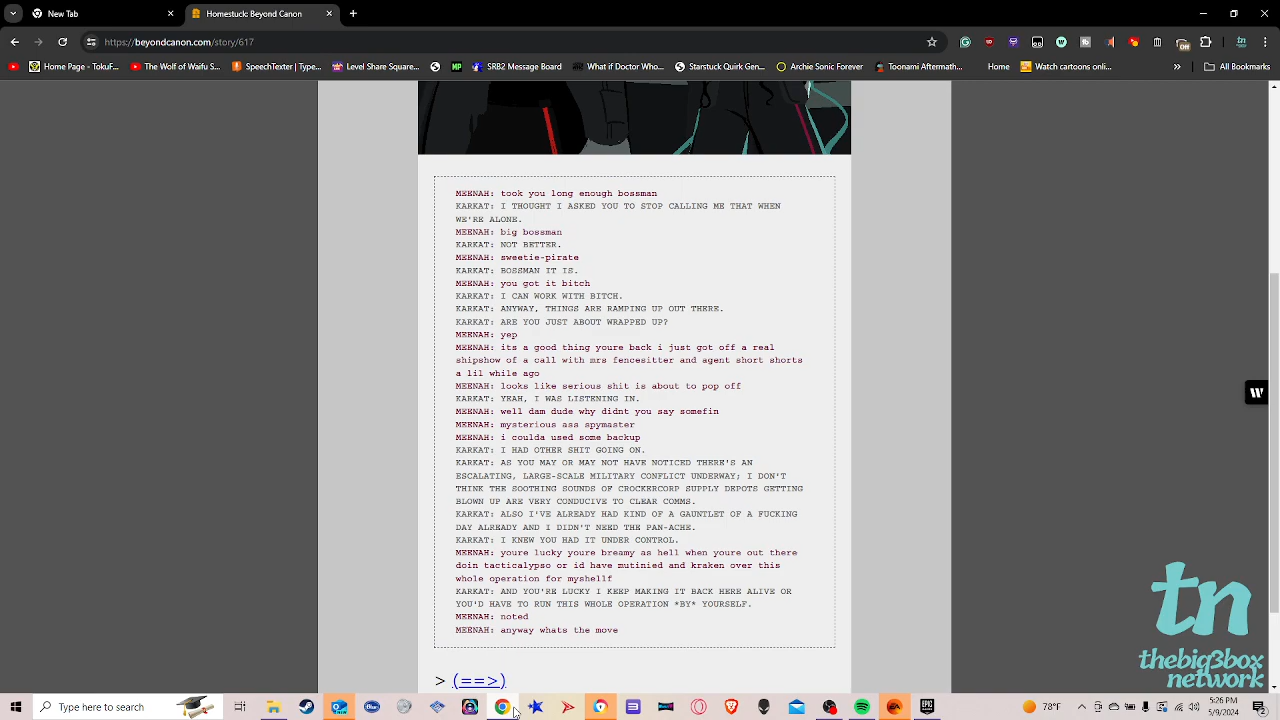 New Tab
Homestuck Beyond Canon
https://beyondcanon.com/story/617
Home Page - TokuF...
The Wolf of Waifu S...
SpeechTexter | Type...
Level Share Square...
MP
SRB2 Message Board
What if Doctor Who...
Starship Quirk Gen...
Archie Sonic Forever
Toonami Aftermath...
Home
Watch cartoons onl...
All Bookmarks
MEENAH: took you long enough bossman
KARKAT: I THOUGHT I ASKED YOU TO STOP CALLING ME THAT WHEN
WE'RE ALONE.
MEENAH: big bossman
KARKAT: NOT BETTER.
MEENAH: sweetie-pirate
KARKAT: BOSSMAN IT IS.
MEENAH: you got it bitch
KARKAT: I CAN WORK WITH BITCH.
KARKAT: ANYWAY, THINGS ARE RAMPING UP OUT THERE.
KARKAT: ARE YOU JUST ABOUT WRAPPED UP?
MEENAH: yep
MEENAH: its a good thing youre back i just got off a real
shipshow of a call with mrs fencesitter and agent short shorts
a lil while ago
MEENAH: looks like serious shit is about to pop off
KARKAT: YEAH, I WAS LISTENING IN.
MEENAH: well dam dude why didnt you say somefin
MEENAH: mysterious ass spymaster
MEENAH: i coulda used some backup
KARKAT: I HAD OTHER SHIT GOING ON.
KARKAT: AS YOU MAY OR MAY NOT HAVE NOTICED THERE'S AN
ESCALATING, LARGE-SCALE MILITARY CONFLICT UNDERWAY; I DON'T
THINK THE SOOTHING SOUNDS OF CROCKERCORP SUPPLY DEPOTS GETTING
BLOWN UP ARE VERY CONDUCIVE TO CLEAR COMMS.
KARKAT: ALSO I'VE ALREADY HAD KIND OF A GAUNTLET OF A FUCKING
DAY ALREADY AND I DIDN'T NEED THE PAN-ACHE.
KARKAT: I KNEW YOU HAD IT UNDER CONTROL.
MEENAH: youre lucky youre breamy as hell when youre out there
doin tacticalypso or id have mutinied and kraken over this
whole operation for myshellf
KARKAT: AND YOU'RE LUCKY I KEEP MAKING IT BACK HERE ALIVE OR
YOU'D HAVE TO RUN THIS WHOLE OPERATION *BY* YOURSELF.
MEENAH: noted
MEENAH: anyway whats the move
> (==>)
tn
thebig3box
network
Type here to search
78°F
5:26 PM
5/9/2024